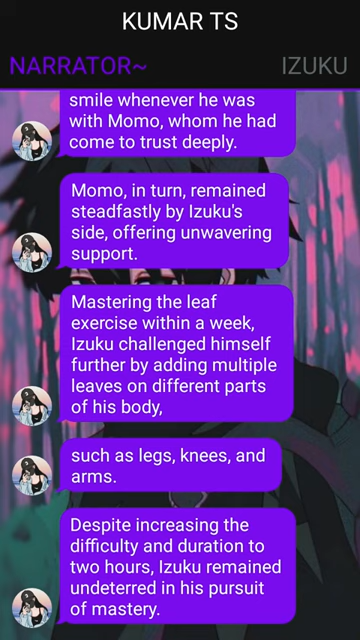 KUMAR TS
NARRATOR~ IZUKU
smile whenever he was
with Momo, whom he had
come to trust deeply.
Momo, in turn, remained
steadfastly by Izuku's
side, offering unwavering
support.
Mastering the leaf
exercise within a week,
Izuku challenged himself
further by adding multiple
leaves on different parts
of his body,
such as legs, knees, and
arms.
Despite increasing the
difficulty and duration to
two hours, Izuku remained
undeterred in his pursuit
of mastery.